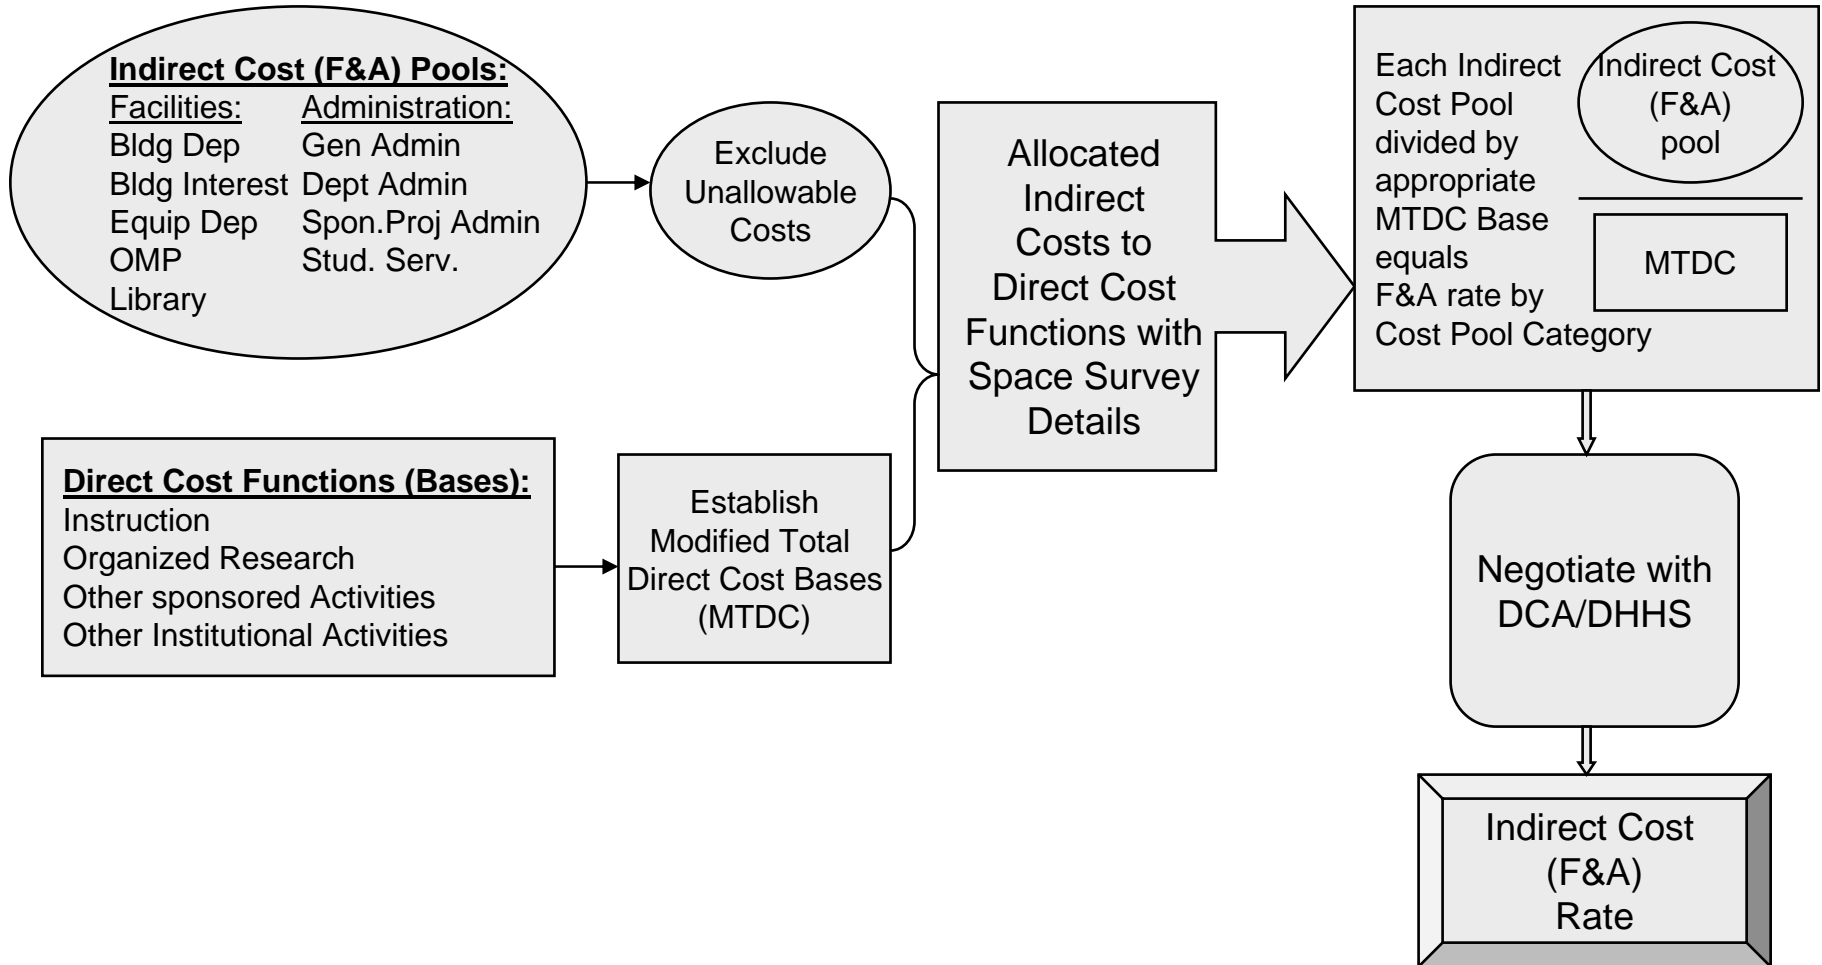 Indirect Cost (F&A) Pools:
Facilities: Administration:
Bldg Dep Gen Admin
Bldg Interest Dept Admin
Equip Dep Spon.Proj Admin
OMP Stud. Serv.
Library
Exclude
Unallowable
Costs
Direct Cost Functions (Bases):
Instruction
Organized Research
Other sponsored Activities
Other Institutional Activities
Establish
Modified Total
Direct Cost Bases
(MTDC)
Allocated
Indirect
Costs to
Direct Cost
Functions with
Space Survey
Details
Each Indirect
Cost Pool
divided by
appropriate
MTDC Base
equals
F&A rate by
Cost Pool Category
Indirect Cost
(F&A)
pool
MTDC
Negotiate with
DCA/DHHS
Indirect Cost
(F&A)
Rate